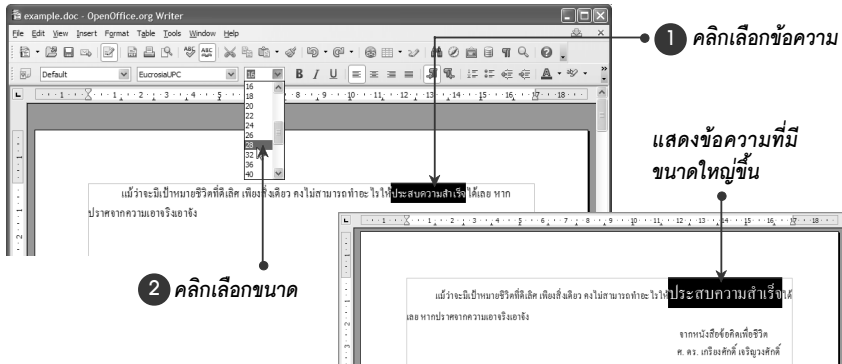 example.doc - OpenOffice.org Writer
File Edit View Insert Format Table Tools Window Help
Default EucrosiaUPC 16 B I U
16
18
20
22
24
26
28
32
36
40
1 คลิกเลือกข้อความ
แม้ว่าจะมีเป้าหมายชีวิตที่ดีเลิศ เพียงสิ่งเดียว คงไม่สามารถทำอะไรให้ประสบความสำเร็จได้เลย หาก
ปราศจากความเอาจริงเอาจัง
2 คลิกเลือกขนาด
แสดงข้อความที่มี
ขนาดใหญ่ขึ้น
แม้ว่าจะมีเป้าหมายชีวิตที่ดีเลิศ เพียงสิ่งเดียว คงไม่สามารถทำอะไรให้ประสบความสำเร็จได้
เลย หากปราศจากความเอาจริงเอาจัง
จากหนังสือข้อคิดเพื่อชีวิต
ศ. ดร. เกรียงศักดิ์ เจริญวงศักดิ์